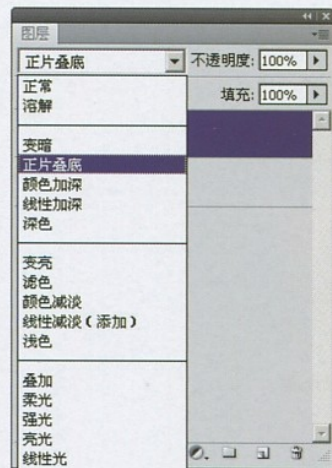 图层
正片叠底 不透明度: 100%
正常 填充: 100%
溶解
变暗
正片叠底
颜色加深
线性加深
深色
变亮
滤色
颜色减淡
线性减淡（添加）
浅色
叠加
柔光
强光
亮光
线性光